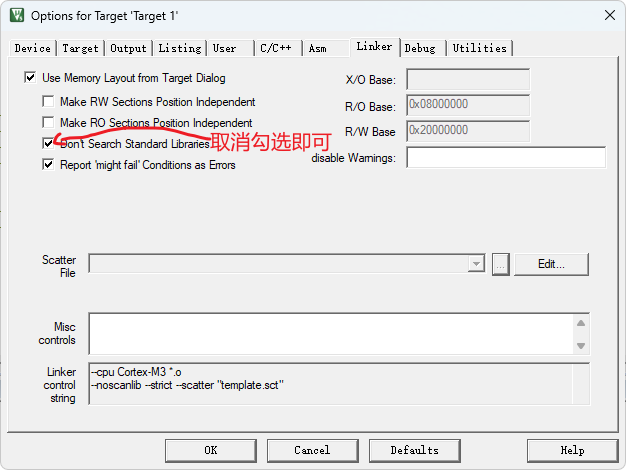 Options for Target 'Target 1'
Device Target Output Listing User C/C++ Asm Linker Debug Utilities
Use Memory Layout from Target Dialog
X/O Base:
Make RW Sections Position Independent
R/O Base: 0x08000000
Make RO Sections Position Independent
R/W Base 0x20000000
Don't Search Standard Libraries
取消勾选即可
disable Warnings:
Report 'might fail' Conditions as Errors
Scatter
File
... Edit...
Misc
controls
Linker
control
string
--cpu Cortex-M3 *.o
--noscanlib --strict --scatter "template.sct"
OK Cancel Defaults Help